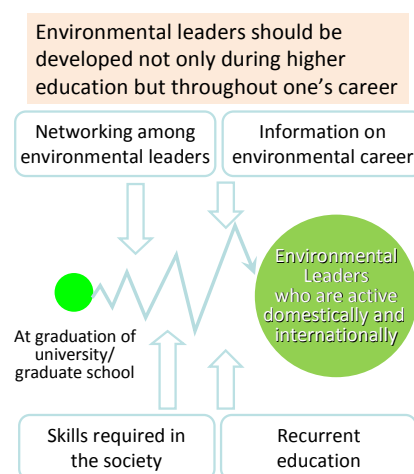 Environmental leaders should be
developed not only during higher
education but throughout one's career
Networking among
environmental leaders
Information on
environmental career
Environmental
Leaders
who are active
domestically and
internationally
At graduation of
university/
graduate school
Skills required in
the society
Recurrent
education